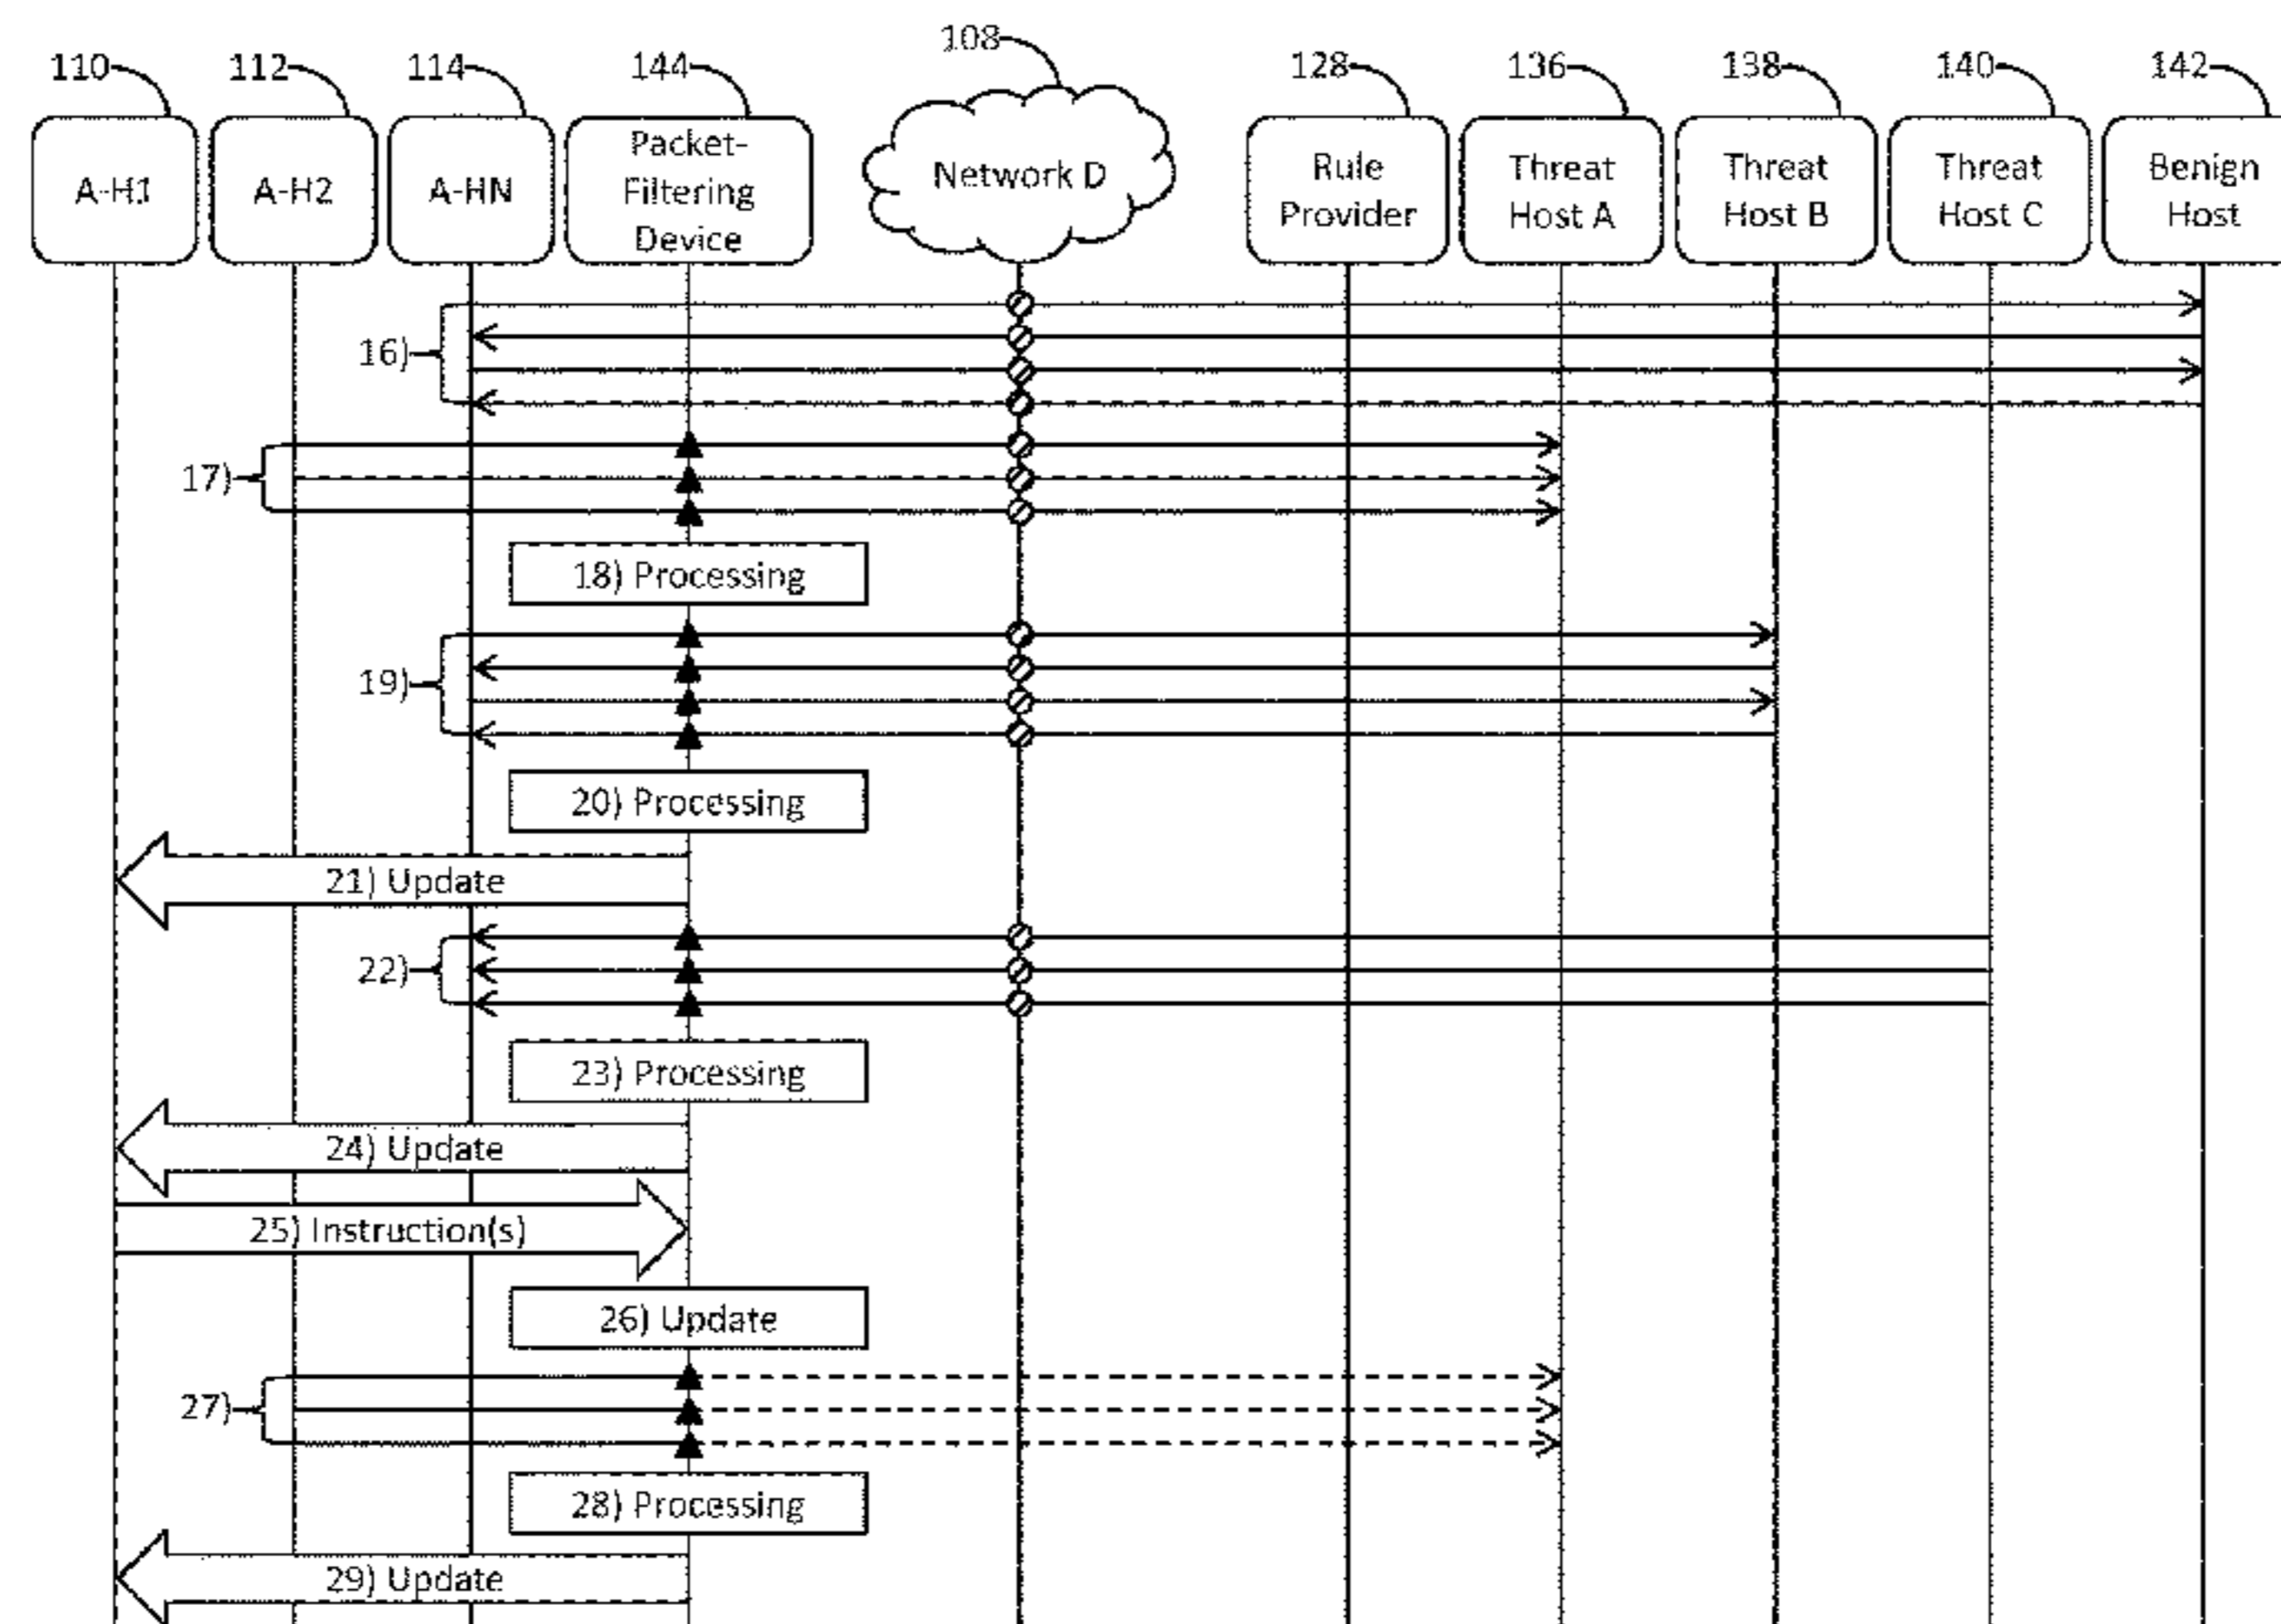 110
112
114
144
108
128
136
138
140
142
A-H1
A-H2
A-HN
Packet-
Filtering
Device
Network D
Rule
Provider
Threat
Host A
Threat
Host B
Threat
Host C
Benign
Host
16)
17)
18) Processing
19)
20) Processing
21) Update
22)
23) Processing
24) Update
25) Instruction(s)
26) Update
27)
28) Processing
29) Update